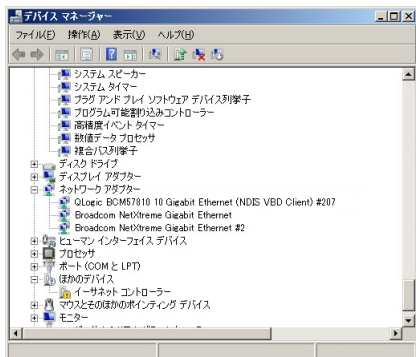 デバイス マネージャー
ファイル(F) 操作(A) 表示(V) ヘルプ(H)
システム スピーカー
システム タイマー
プラグ アンド プレイ ソフトウェア デバイス列挙子
プログラム可能割り込みコントローラー
高精度イベント タイマー
数値データ プロセッサ
複合バス列挙子
ディスク ドライブ
ディスプレイ アダプター
ネットワーク アダプター
QLogic BCM57810 10 Gigabit Ethernet (NDIS VBD Client) #207
Broadcom NetXtreme Gigabit Ethernet
Broadcom NetXtreme Gigabit Ethernet #2
ヒューマン インターフェイス デバイス
プロセッサ
ポート (COM と LPT)
ほかのデバイス
イーサネット コントローラー
マウスとそのほかのポインティング デバイス
モニター